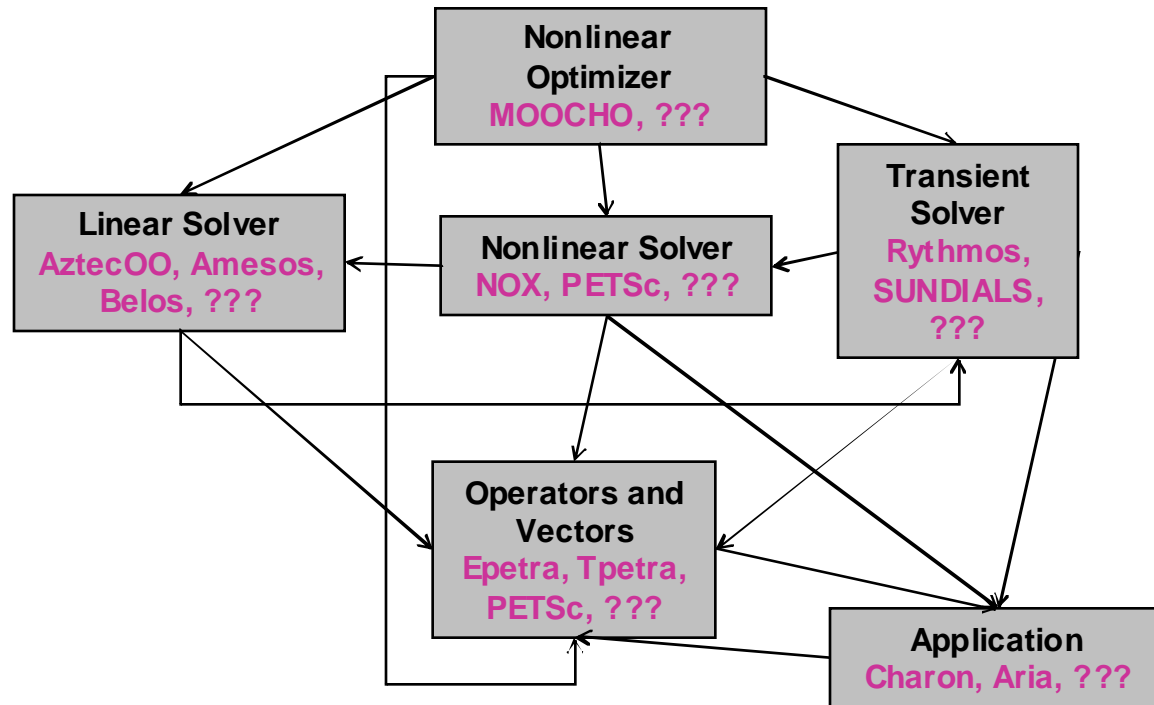 Nonlinear
Optimizer
MOOCHO, ???
Transient
Solver
Rythmos,
SUNDIALS,
???
Linear Solver
AztecOO, Amesos,
Belos, ???
Nonlinear Solver
NOX, PETSc, ???
Operators and
Vectors
Epetra, Tpetra,
PETSc, ???
Application
Charon, Aria, ???